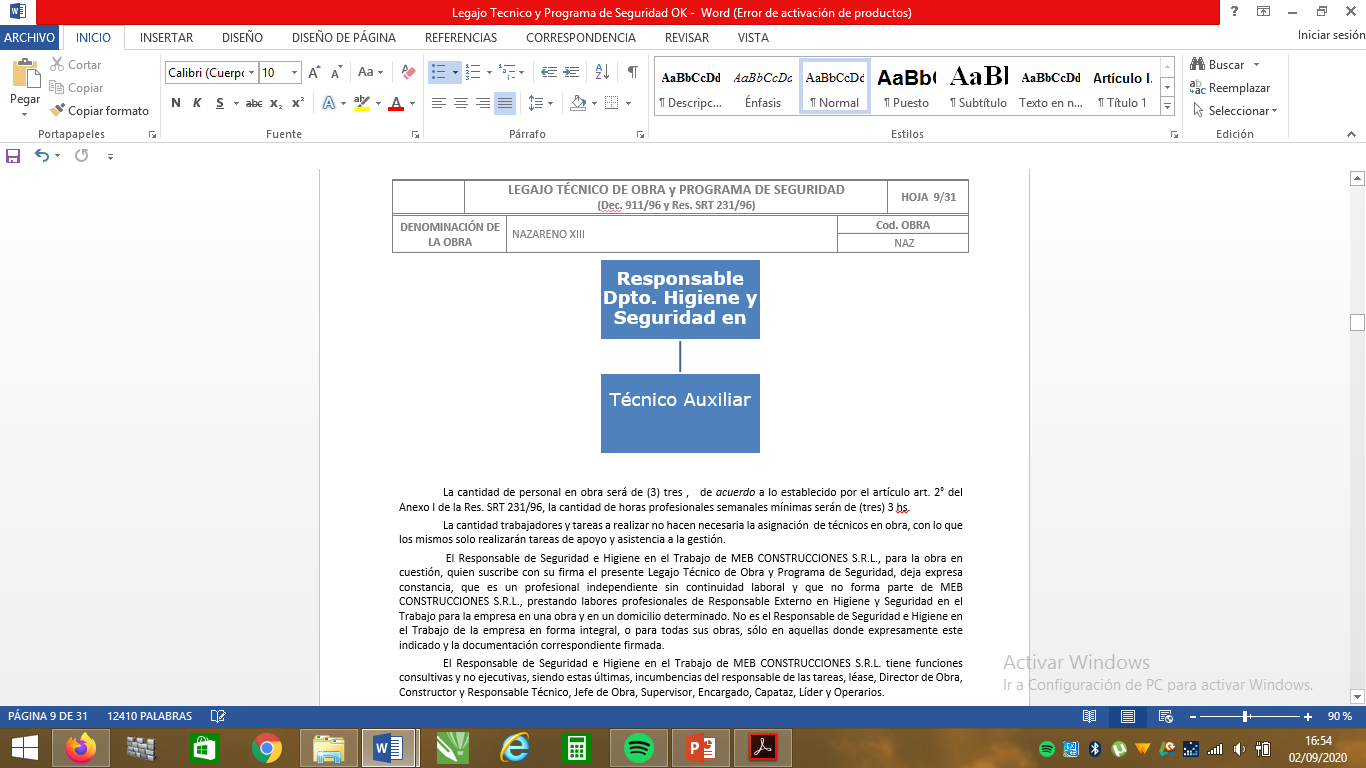 Legajo Tecnico y Programa de Seguridad OK - Word (Error de activación de productos)
?
ARCHIVO INICIO INSERTAR DISEÑO DISEÑO DE PÁGINA REFERENCIAS CORRESPONDENCIA REVISAR VISTA
Iniciar sesión
Pegar
Cortar
Copiar
Copiar formato
Portapapeles
Calibri (Cuerpo 10
N K S abc x₂ x²
Fuente
Párrafo
AaBbCcDd AaBbCcDc AaBbCcDd AaBb( AaBl AaBbCcDd Artículo I.
¶ Descripc... Énfasis ¶ Normal ¶ Puesto ¶ Subtítulo Texto en n... ¶ Título 1
Estilos
Buscar
Reemplazar
Seleccionar
Edición
LEGAJO TÉCNICO DE OBRA y PROGRAMA DE SEGURIDAD
(Dec. 911/96 y Res. SRT 231/96)
HOJA 9/31
DENOMINACIÓN DE
LA OBRA
NAZARENO XIII
Cod. OBRA
NAZ
Responsable
Dpto. Higiene y
Seguridad en
Técnico Auxiliar
La cantidad de personal en obra será de (3) tres , de acuerdo a lo establecido por el artículo art. 2° del
Anexo I de la Res. SRT 231/96, la cantidad de horas profesionales semanales mínimas serán de (tres) 3 hs.
La cantidad trabajadores y tareas a realizar no hacen necesaria la asignación de técnicos en obra, con lo que
los mismos solo realizarán tareas de apoyo y asistencia a la gestión.
El Responsable de Seguridad e Higiene en el Trabajo de MEB CONSTRUCCIONES S.R.L., para la obra en
cuestión, quien suscribe con su firma el presente Legajo Técnico de Obra y Programa de Seguridad, deja expresa
constancia, que es un profesional independiente sin continuidad laboral y que no forma parte de MEB
CONSTRUCCIONES S.R.L., prestando labores profesionales de Responsable Externo en Higiene y Seguridad en el
Trabajo para la empresa en una obra y en un domicilio determinado. No es el Responsable de Seguridad e Higiene en
el Trabajo de la empresa en forma integral, o para todas sus obras, sólo en aquellas donde expresamente este
indicado y la documentación correspondiente firmada.
El Responsable de Seguridad e Higiene en el Trabajo de MEB CONSTRUCCIONES S.R.L. tiene funciones
consultivas y no ejecutivas, siendo estas últimas, incumbencias del responsable de las tareas, léase, Director de Obra,
Constructor y Responsable Técnico, Jefe de Obra, Supervisor, Encargado, Capataz, Líder y Operarios.
Activar Windows
Ir a Configuración de PC para activar Windows.
PÁGINA 9 DE 31 12410 PALABRAS
90 %
16:54
02/09/2020